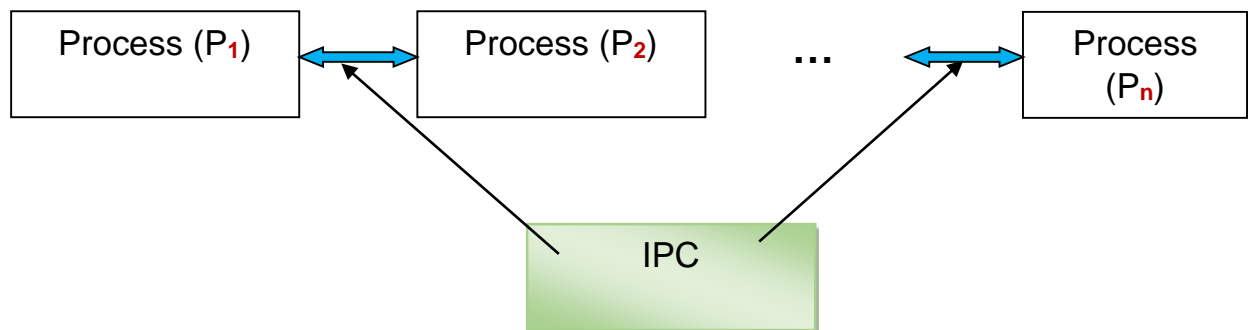 Process (P1)
Process (P2)
...
Process
(Pn)
IPC